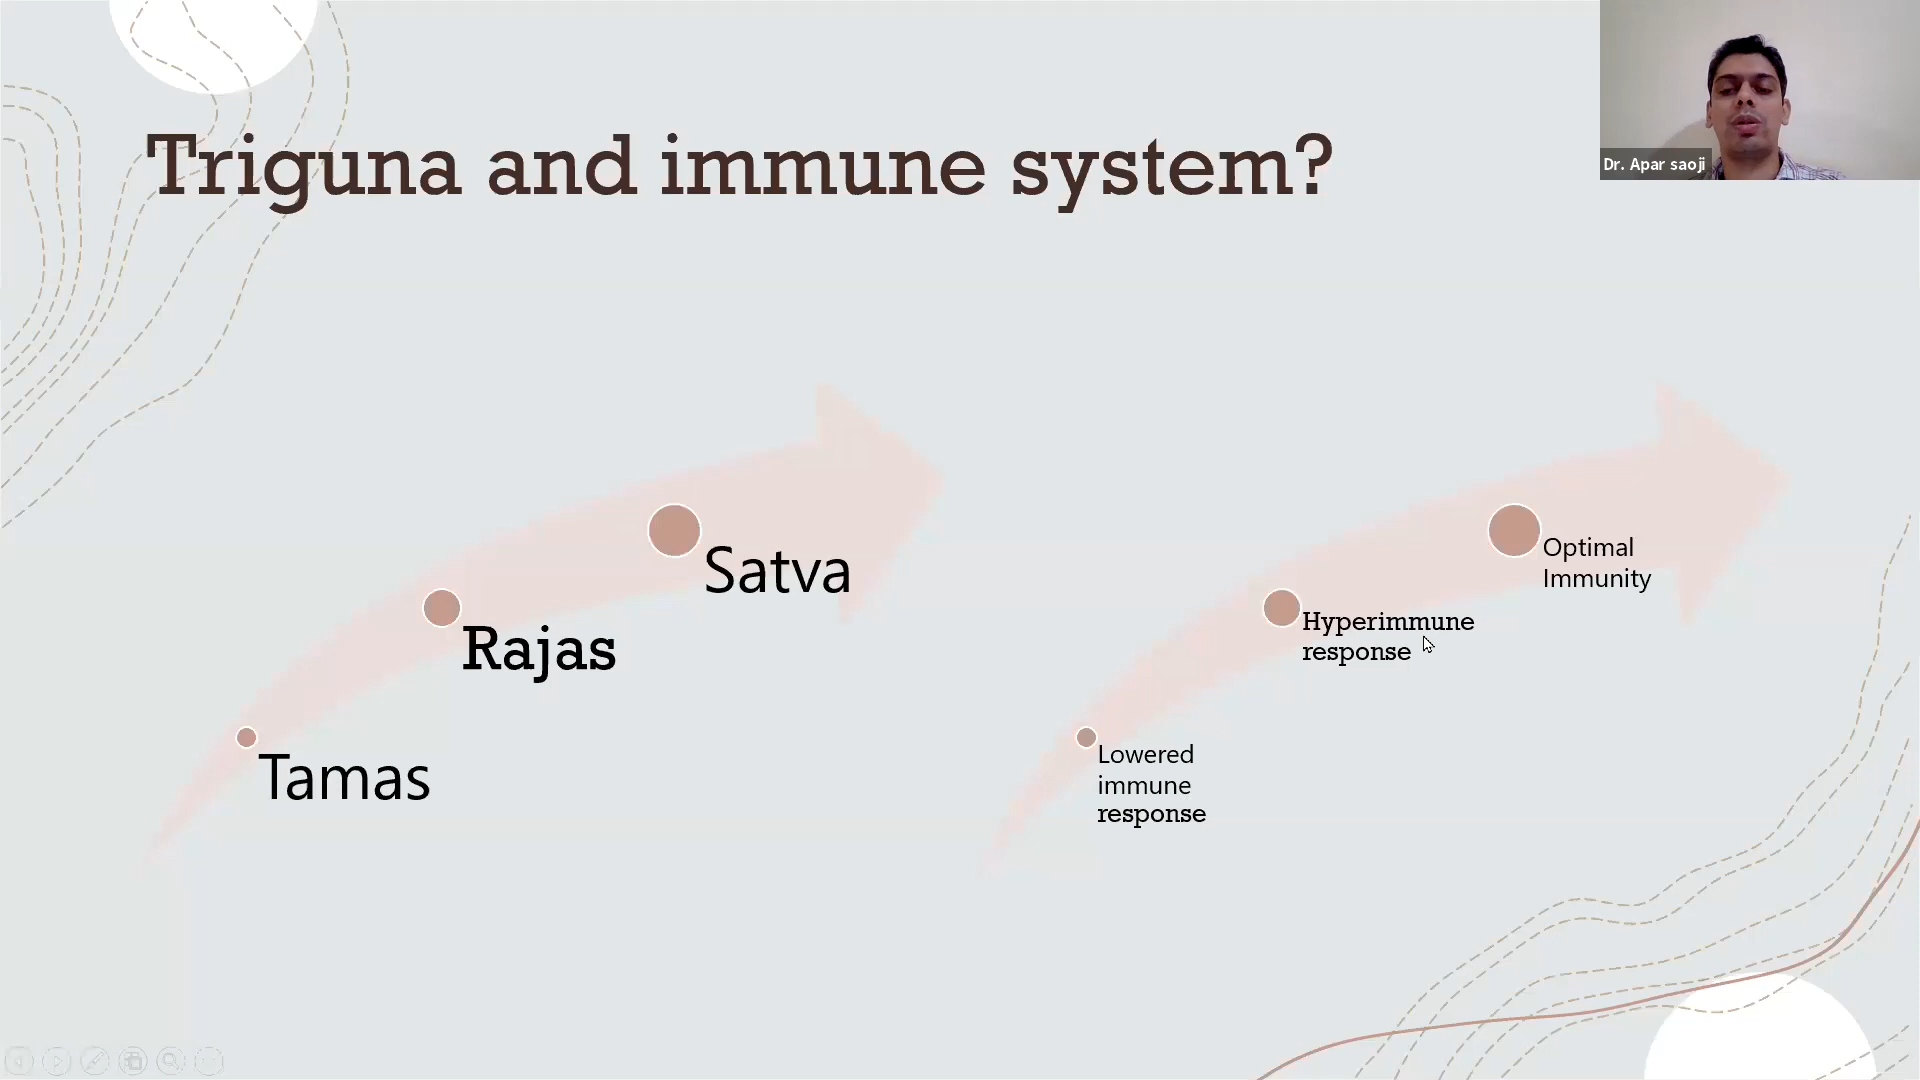 Dr. Apar saoji
Triguna and immune system?
Satva
Rajas
Tamas
Optimal
Immunity
Hyperimmune
response
Lowered
immune
response